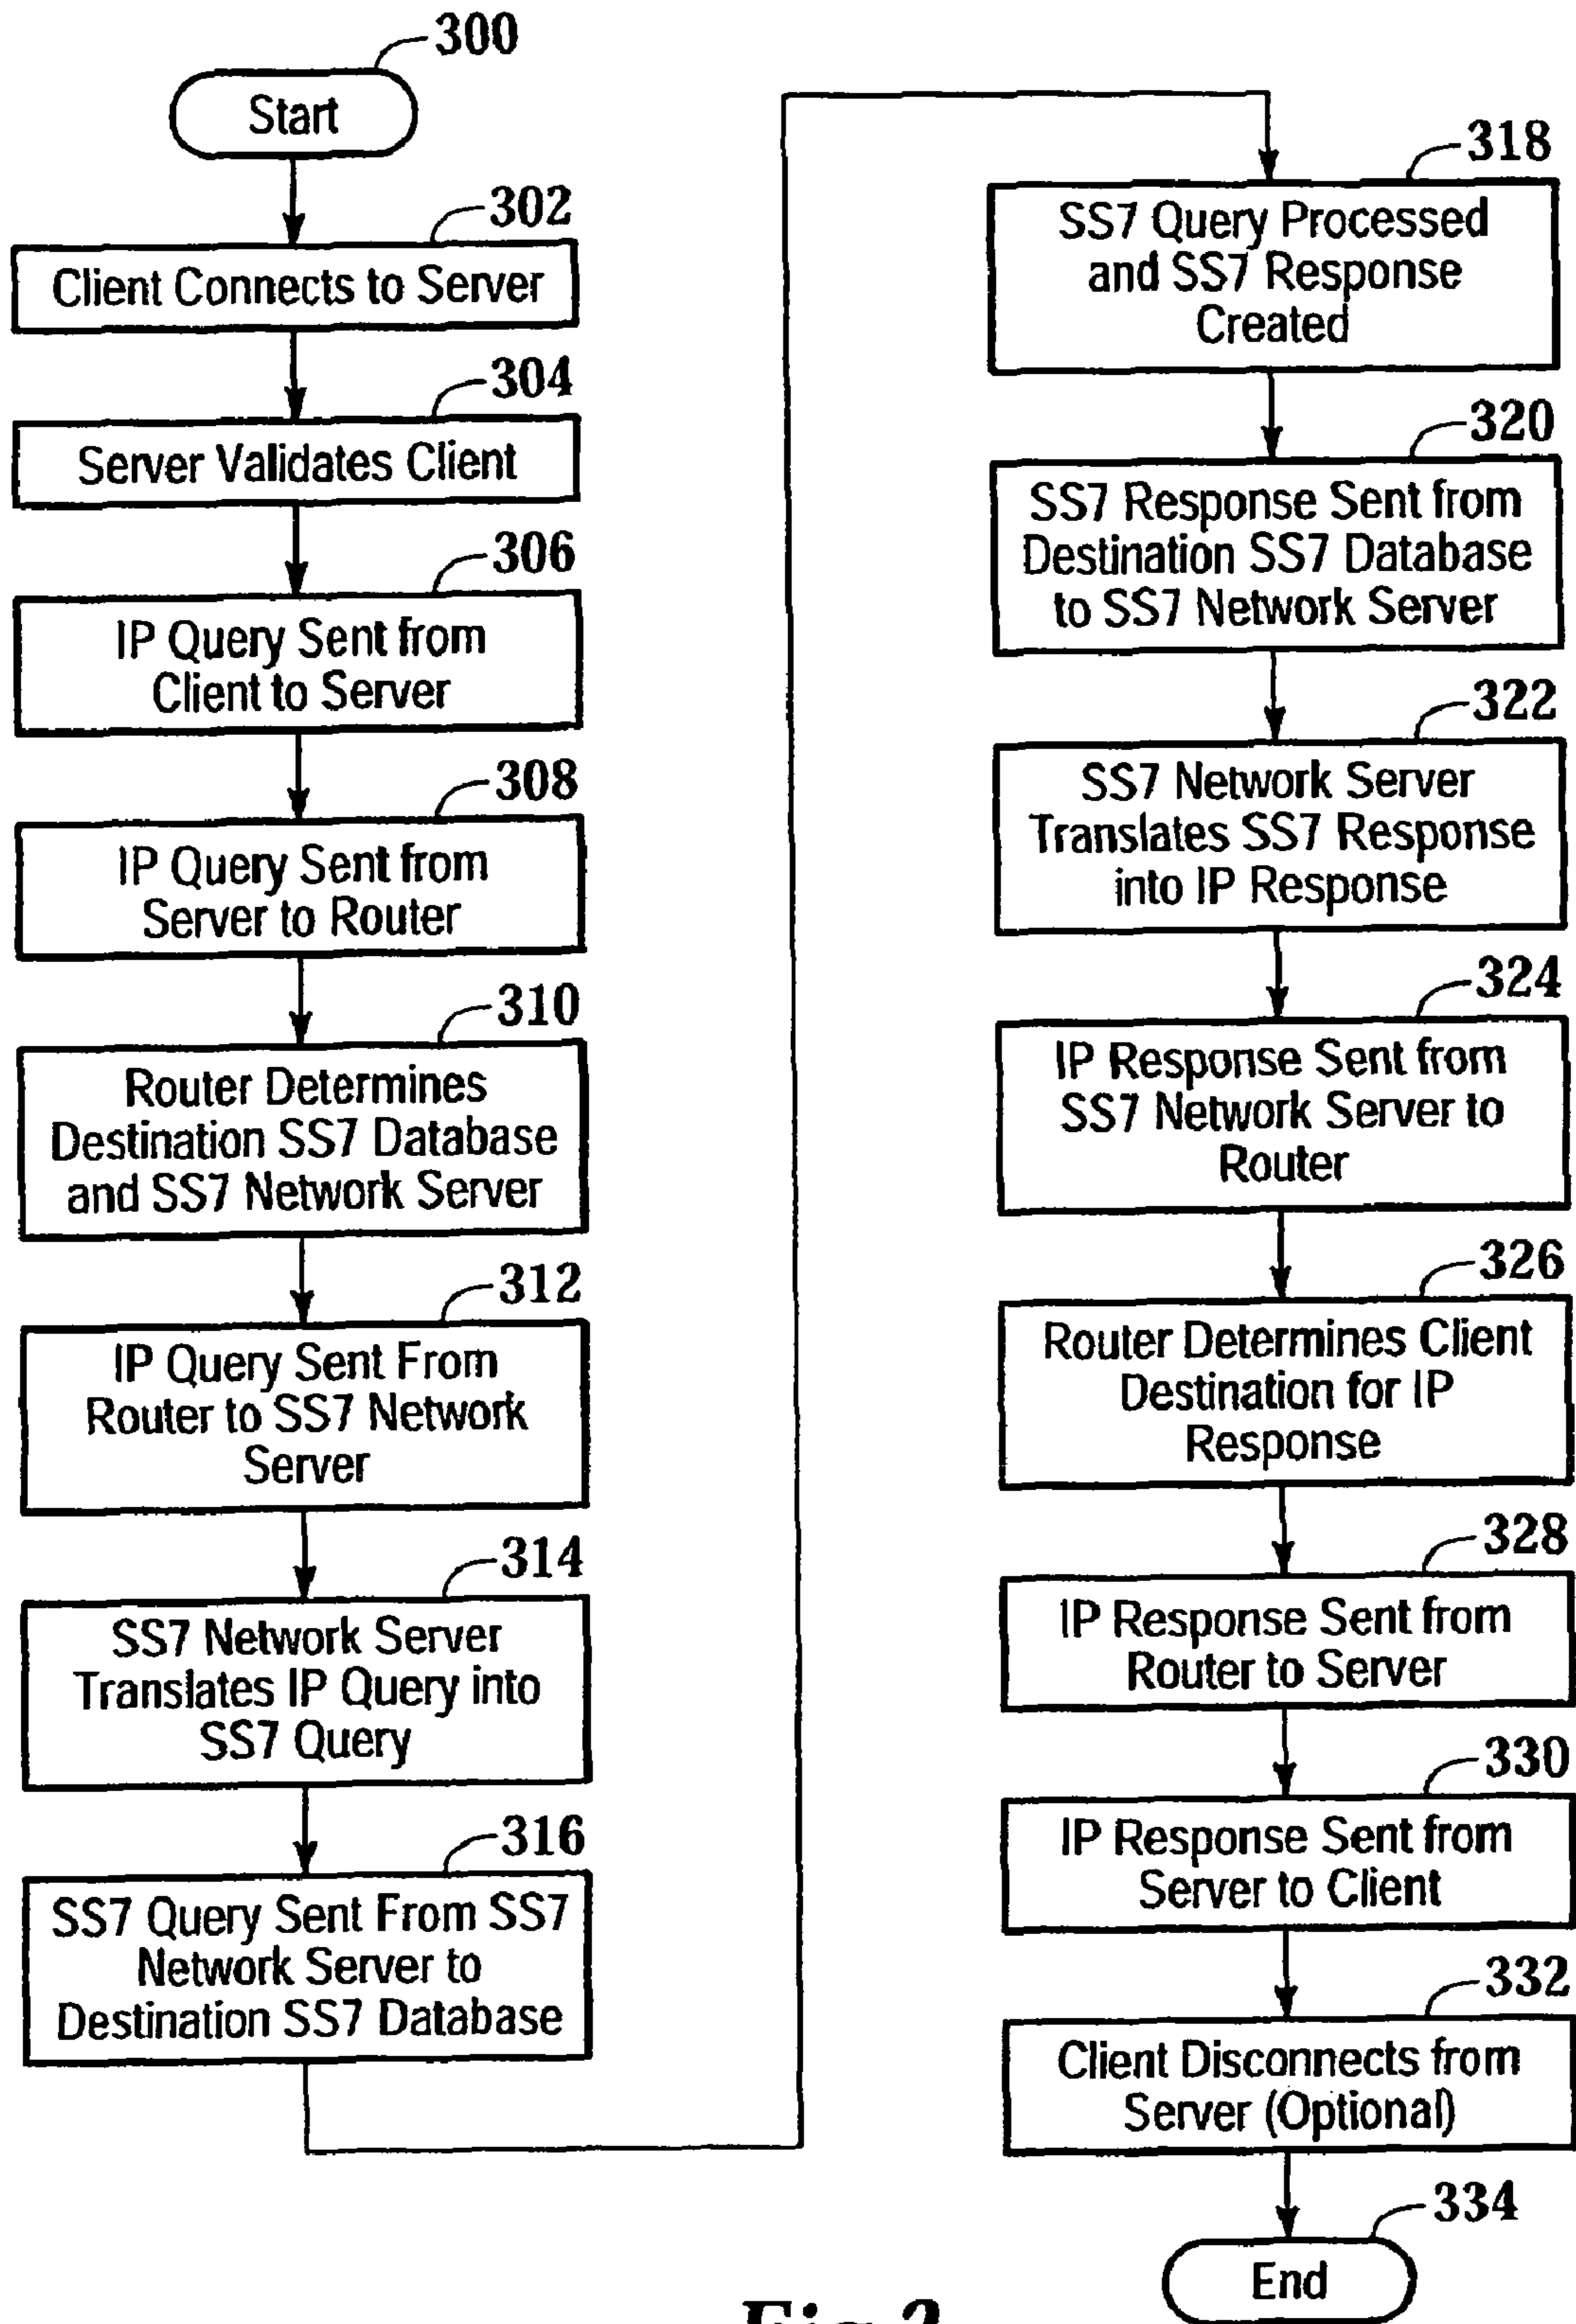 300
Start
302
Client Connects to Server
304
Server Validates Client
306
IP Query Sent from
Client to Server
308
IP Query Sent from
Server to Router
310
Router Determines
Destination SS7 Database
and SS7 Network Server
312
IP Query Sent From
Router to SS7 Network
Server
314
SS7 Network Server
Translates IP Query into
SS7 Query
316
SS7 Query Sent From SS7
Network Server to
Destination SS7 Database
318
SS7 Query Processed
and SS7 Response
Created
320
SS7 Response Sent from
Destination SS7 Database
to SS7 Network Server
322
SS7 Network Server
Translates SS7 Response
into IP Response
324
IP Response Sent from
SS7 Network Server to
Router
326
Router Determines Client
Destination for IP
Response
328
IP Response Sent from
Router to Server
330
IP Response Sent from
Server to Client
332
Client Disconnects from
Server (Optional)
334
End